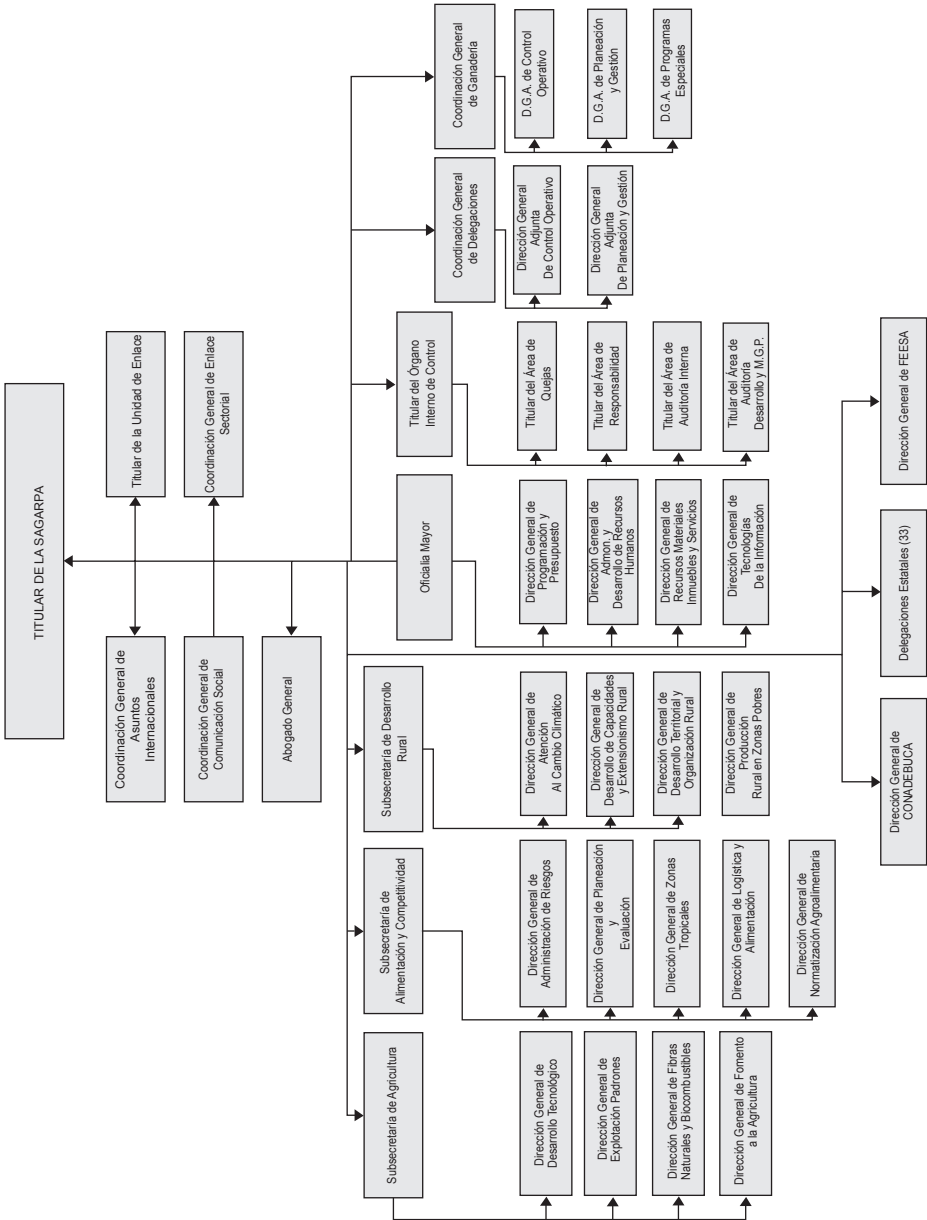 TITULAR DE LA SAGARPA
Coordinación General de
Asuntos
Internacionales
Titular de la Unidad de Enlace
Coordinación General de
Comunicación Social
Coordinación General de Enlace
Sectorial
Abogado General
Subsecretaría de Agricultura
Subsecretaría de
Alimentación y Competitividad
Subsecretaría de Desarrollo
Rural
Oficialia Mayor
Titular del Órgano
Interno de Control
Coordinación General
de Delegaciones
Coordinación General
de Ganadería
Dirección General de
Desarrollo Tecnológico
Dirección General de
Explotación Padrones
Dirección General de Fibras
Naturales y Biocombustibles
Dirección General de Fomento
a la Agricultura
Dirección General de
Administración de Riesgos
Dirección General de Planeación
y
Evaluación
Dirección General de Zonas
Tropicales
Dirección General de Logística y
Alimentación
Dirección General de
Normatización Agroalimentaria
Dirección General de
Atención
Al Cambio Climático
Dirección General de
Desarrollo de Capacidades
y Extensionismo Rural
Dirección General de
Desarrollo Territorial y
Organización Rural
Dirección General de
Producción
Rural en Zonas Pobres
Dirección General de
Programación y
Presupuesto
Dirección General de
Admon. y
Desarrollo de Recursos
Humanos
Dirección General de
Recursos Materiales
Inmuebles y Servicios
Dirección General de
Tecnologías
De la Información
Titular del Área de
Quejas
Titular del Área de
Responsabilidad
Titular del Área de
Auditoría Interna
Titular del Área de
Auditoría
Desarrollo y M.G.P.
Dirección General
Adjunta
De Control Operativo
Dirección General
Adjunta
De Planeación y Gestión
D.G.A. de Control
Operativo
D.G.A. de Planeación
y Gestión
D.G.A. de Programas
Especiales
Dirección General de
CONADEBUCA
Delegaciones Estatales (33)
Dirección General de FEESA